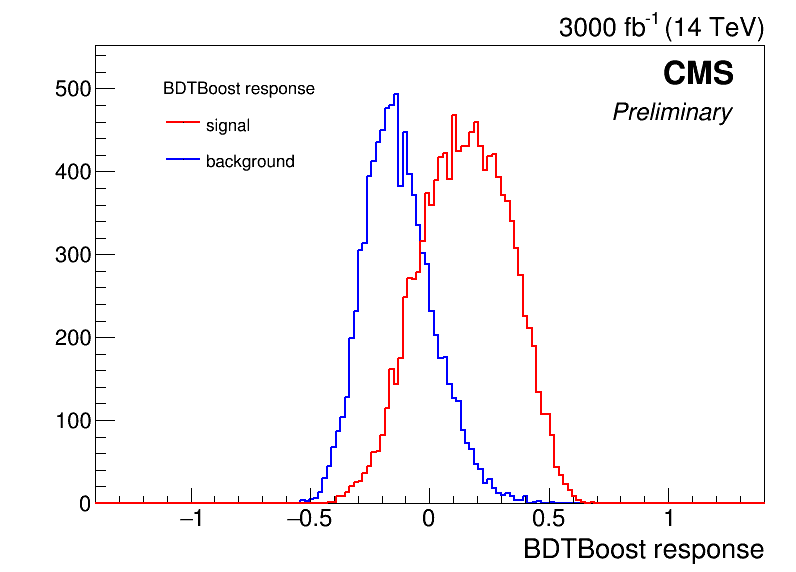 3000 fb-1 (14 TeV)
CMS
Preliminary
BDTBoost response
signal
background
500
400
300
200
100
0
−1 −0.5 0 0.5 1
BDTBoost response